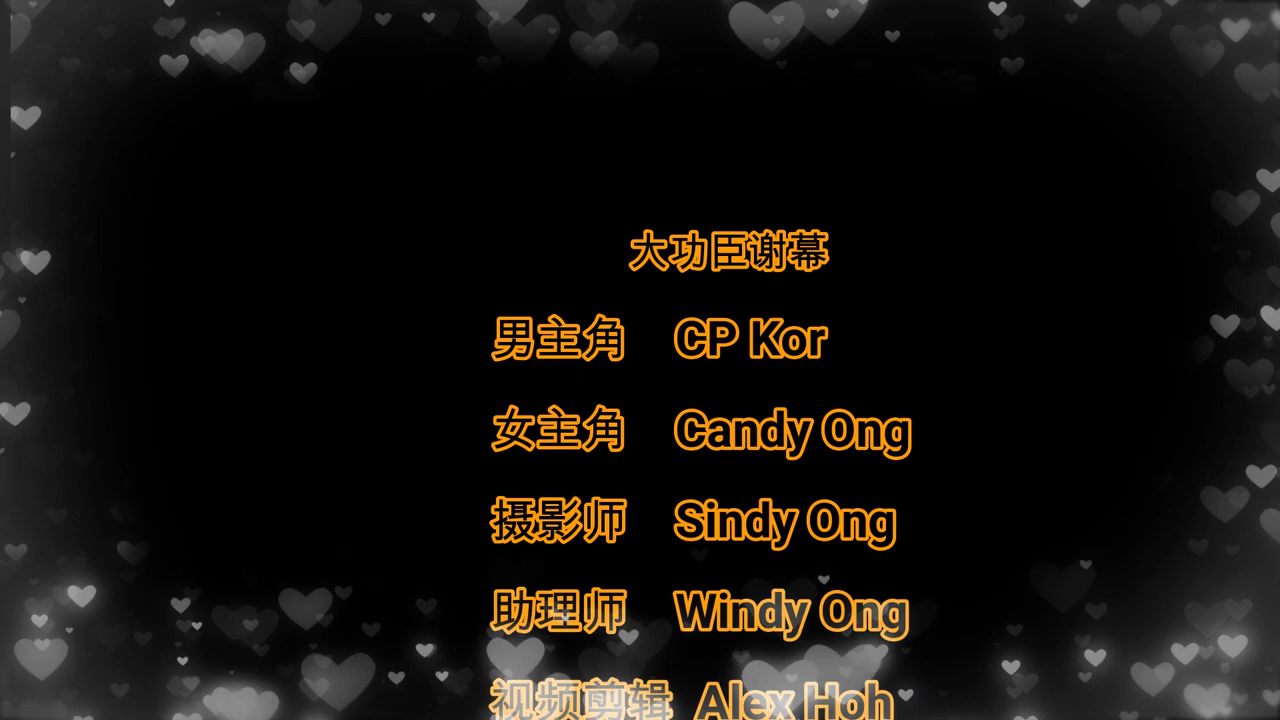 大功臣谢幕
男主角 CP Kor
女主角 Candy Ong
摄影师 Sindy Ong
助理师 Windy Ong
视频剪辑 Alex Hoh